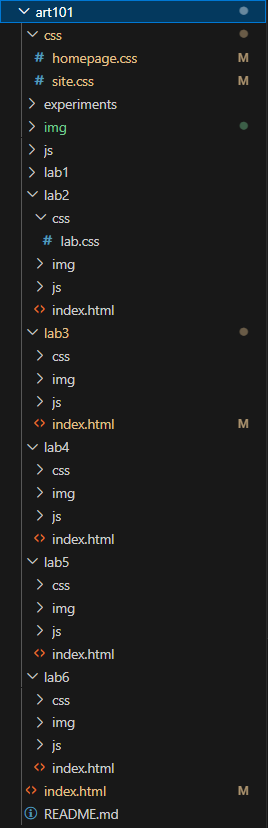 art101
css
# homepage.css M
# site.css M
experiments
img
js
lab1
lab2
css
# lab.css
img
js
<> index.html
lab3
css
img
js
<> index.html M
lab4
css
img
js
<> index.html
lab5
css
img
js
<> index.html
lab6
css
img
js
<> index.html
<> index.html M
README.md